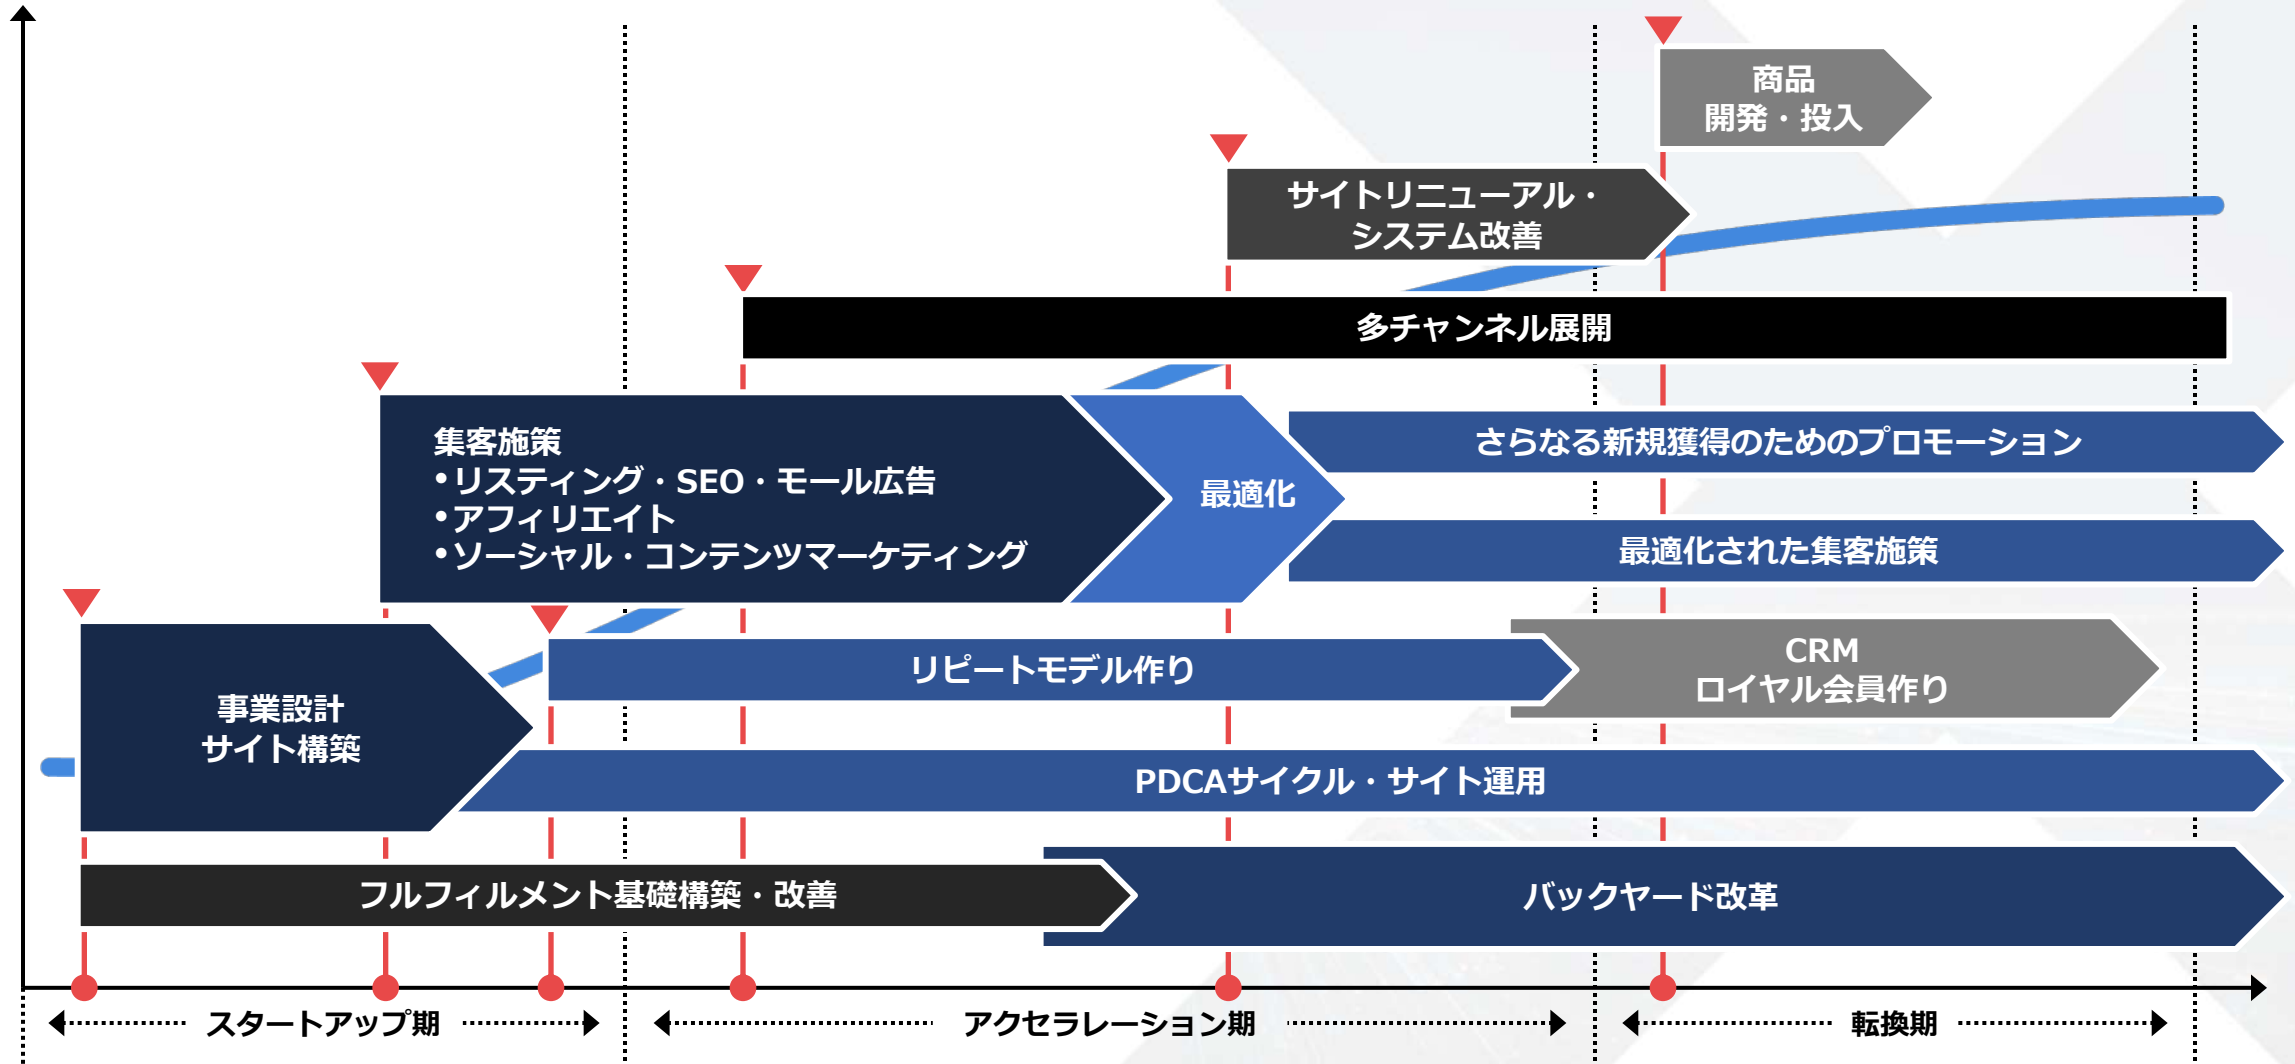 商品
開発・投入
サイトリニューアル・
システム改善
多チャンネル展開
集客施策
•リスティング・SEO・モール広告
•アフィリエイト
•ソーシャル・コンテンツマーケティング
最適化
さらなる新規獲得のためのプロモーション
最適化された集客施策
事業設計
サイト構築
リピートモデル作り
CRM
ロイヤル会員作り
PDCAサイクル・サイト運用
フルフィルメント基礎構築・改善
バックヤード改革
スタートアップ期
アクセラレーション期
転換期